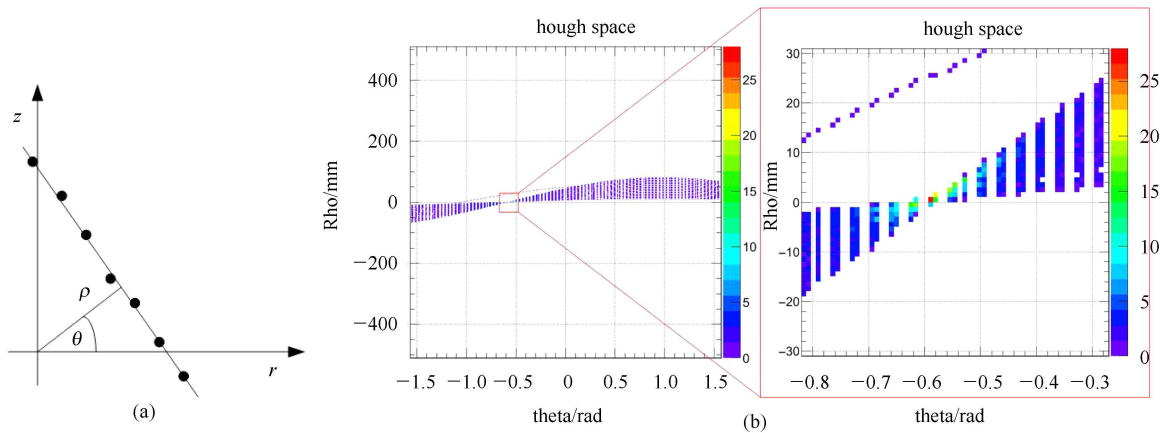 z
ρ
θ
r
(a)
hough space
Rho/mm
400
200
0
−200
−400
−1.5 −1.0 −0.5 0 0.5 1.0 1.5
theta/rad
25
20
15
10
5
0
(b)
hough space
Rho/mm
30
20
10
0
−10
−20
−30
−0.8 −0.7 −0.6 −0.5 −0.4 −0.3
theta/rad
25
20
15
10
5
0